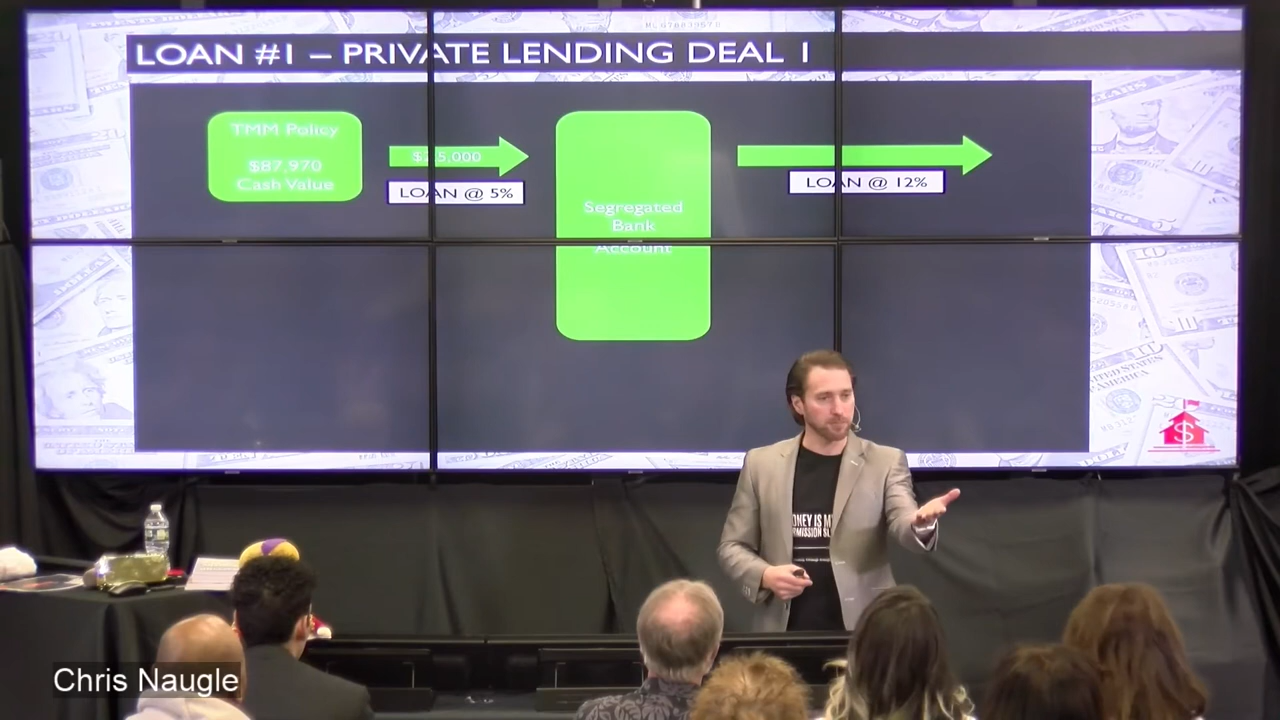 LOAN #1 – PRIVATE LENDING DEAL 1
TMM Policy
$87,970
Cash Value
LOAN @ 5%
Segregated
Bank
Account
LOAN @ 12%
Chris Naugle